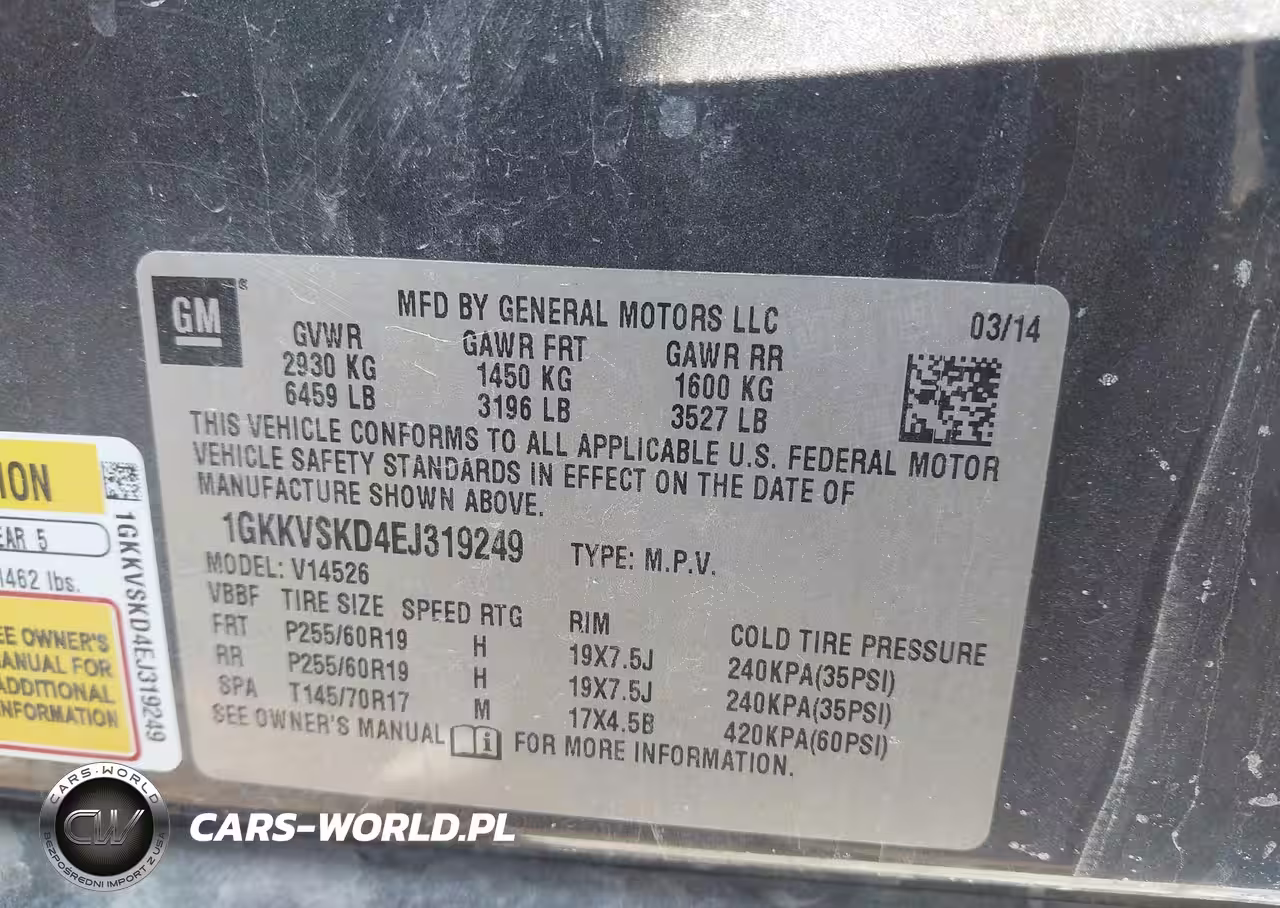 GM
MFD BY GENERAL MOTORS LLC
03/14
GVWR GAWR FRT GAWR RR
2930 KG 1450 KG 1600 KG
6459 LB 3196 LB 3527 LB
THIS VEHICLE CONFORMS TO ALL APPLICABLE U.S. FEDERAL MOTOR
VEHICLE SAFETY STANDARDS IN EFFECT ON THE DATE OF
MANUFACTURE SHOWN ABOVE.
1GKKVSKD4EJ319249 TYPE: M.P.V.
MODEL: V14526
VBBF TIRE SIZE SPEED RTG RIM COLD TIRE PRESSURE
FRT P255/60R19 H 19X7.5J 240KPA(35PSI)
RR P255/60R19 H 19X7.5J 240KPA(35PSI)
SPA T145/70R17 M 17X4.5B 420KPA(60PSI)
SEE OWNER'S MANUAL FOR MORE INFORMATION.
ION
EAR 5
1462 lbs.
EE OWNER'S
ANUAL FOR
ADDITIONAL
NFORMATION
1GKKVSKD4EJ319249
CARS-WORLD
CW
BEZPOŚREDNI IMPORT Z USA
CARS-WORLD.PL